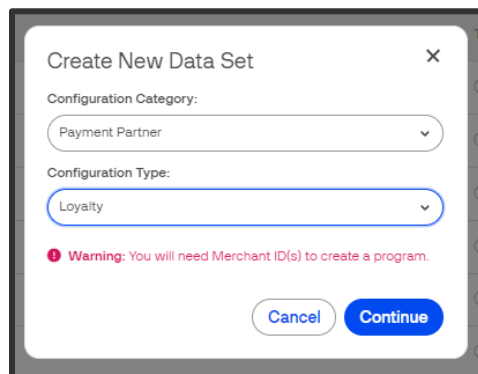 Create New Data Set
Configuration Category:
Payment Partner
Configuration Type:
Loyalty
Warning: You will need Merchant ID(s) to create a program.
Cancel
Continue